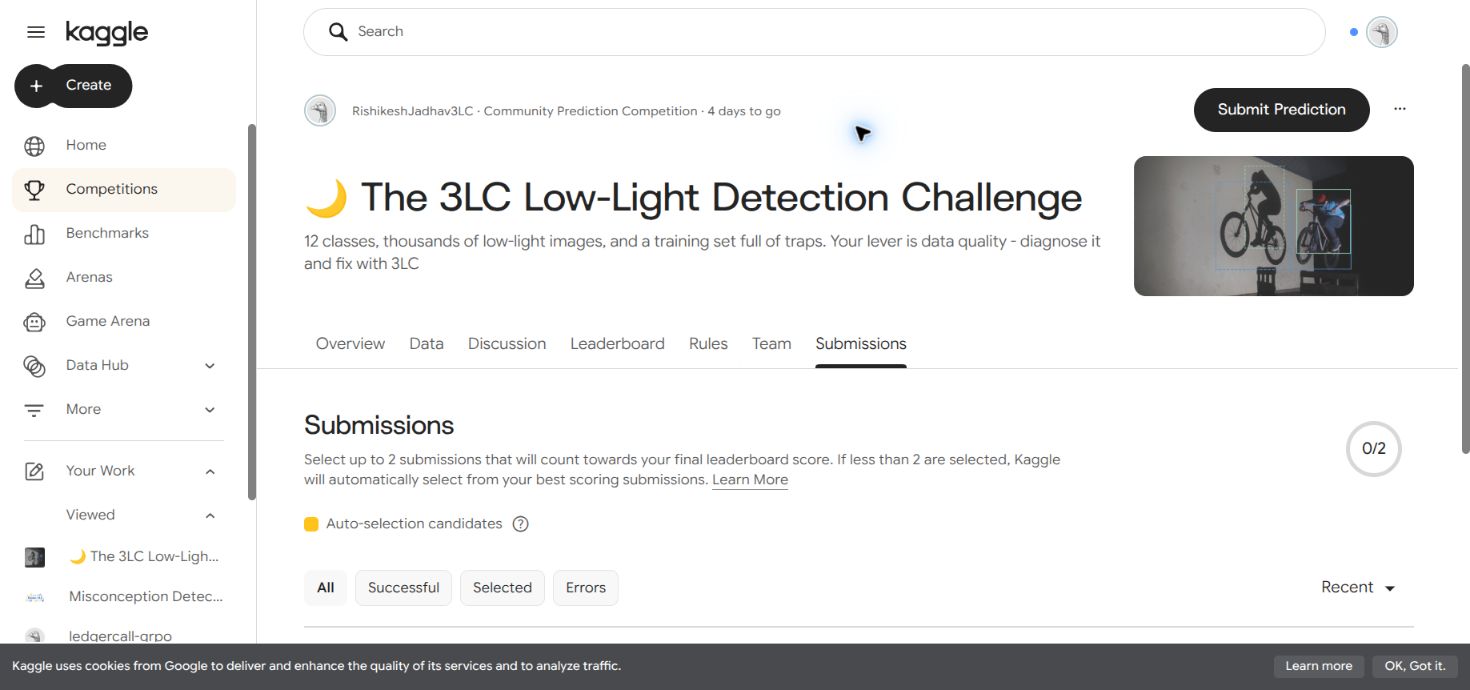 kaggle
Search
Create
RishikeshJadhav3LC · Community Prediction Competition · 4 days to go
Submit Prediction
Home
Competitions
Benchmarks
Arenas
Game Arena
Data Hub
More
Your Work
Viewed
🌙 The 3LC Low-Ligh...
Misconception Detec...
ledgercall-grpo
🌙 The 3LC Low-Light Detection Challenge
12 classes, thousands of low-light images, and a training set full of traps. Your lever is data quality - diagnose it
and fix with 3LC
Overview Data Discussion Leaderboard Rules Team Submissions
Submissions
Select up to 2 submissions that will count towards your final leaderboard score. If less than 2 are selected, Kaggle
will automatically select from your best scoring submissions. Learn More
0/2
Auto-selection candidates ?
All Successful Selected Errors Recent
Kaggle uses cookies from Google to deliver and enhance the quality of its services and to analyze traffic. Learn more OK, Got it.